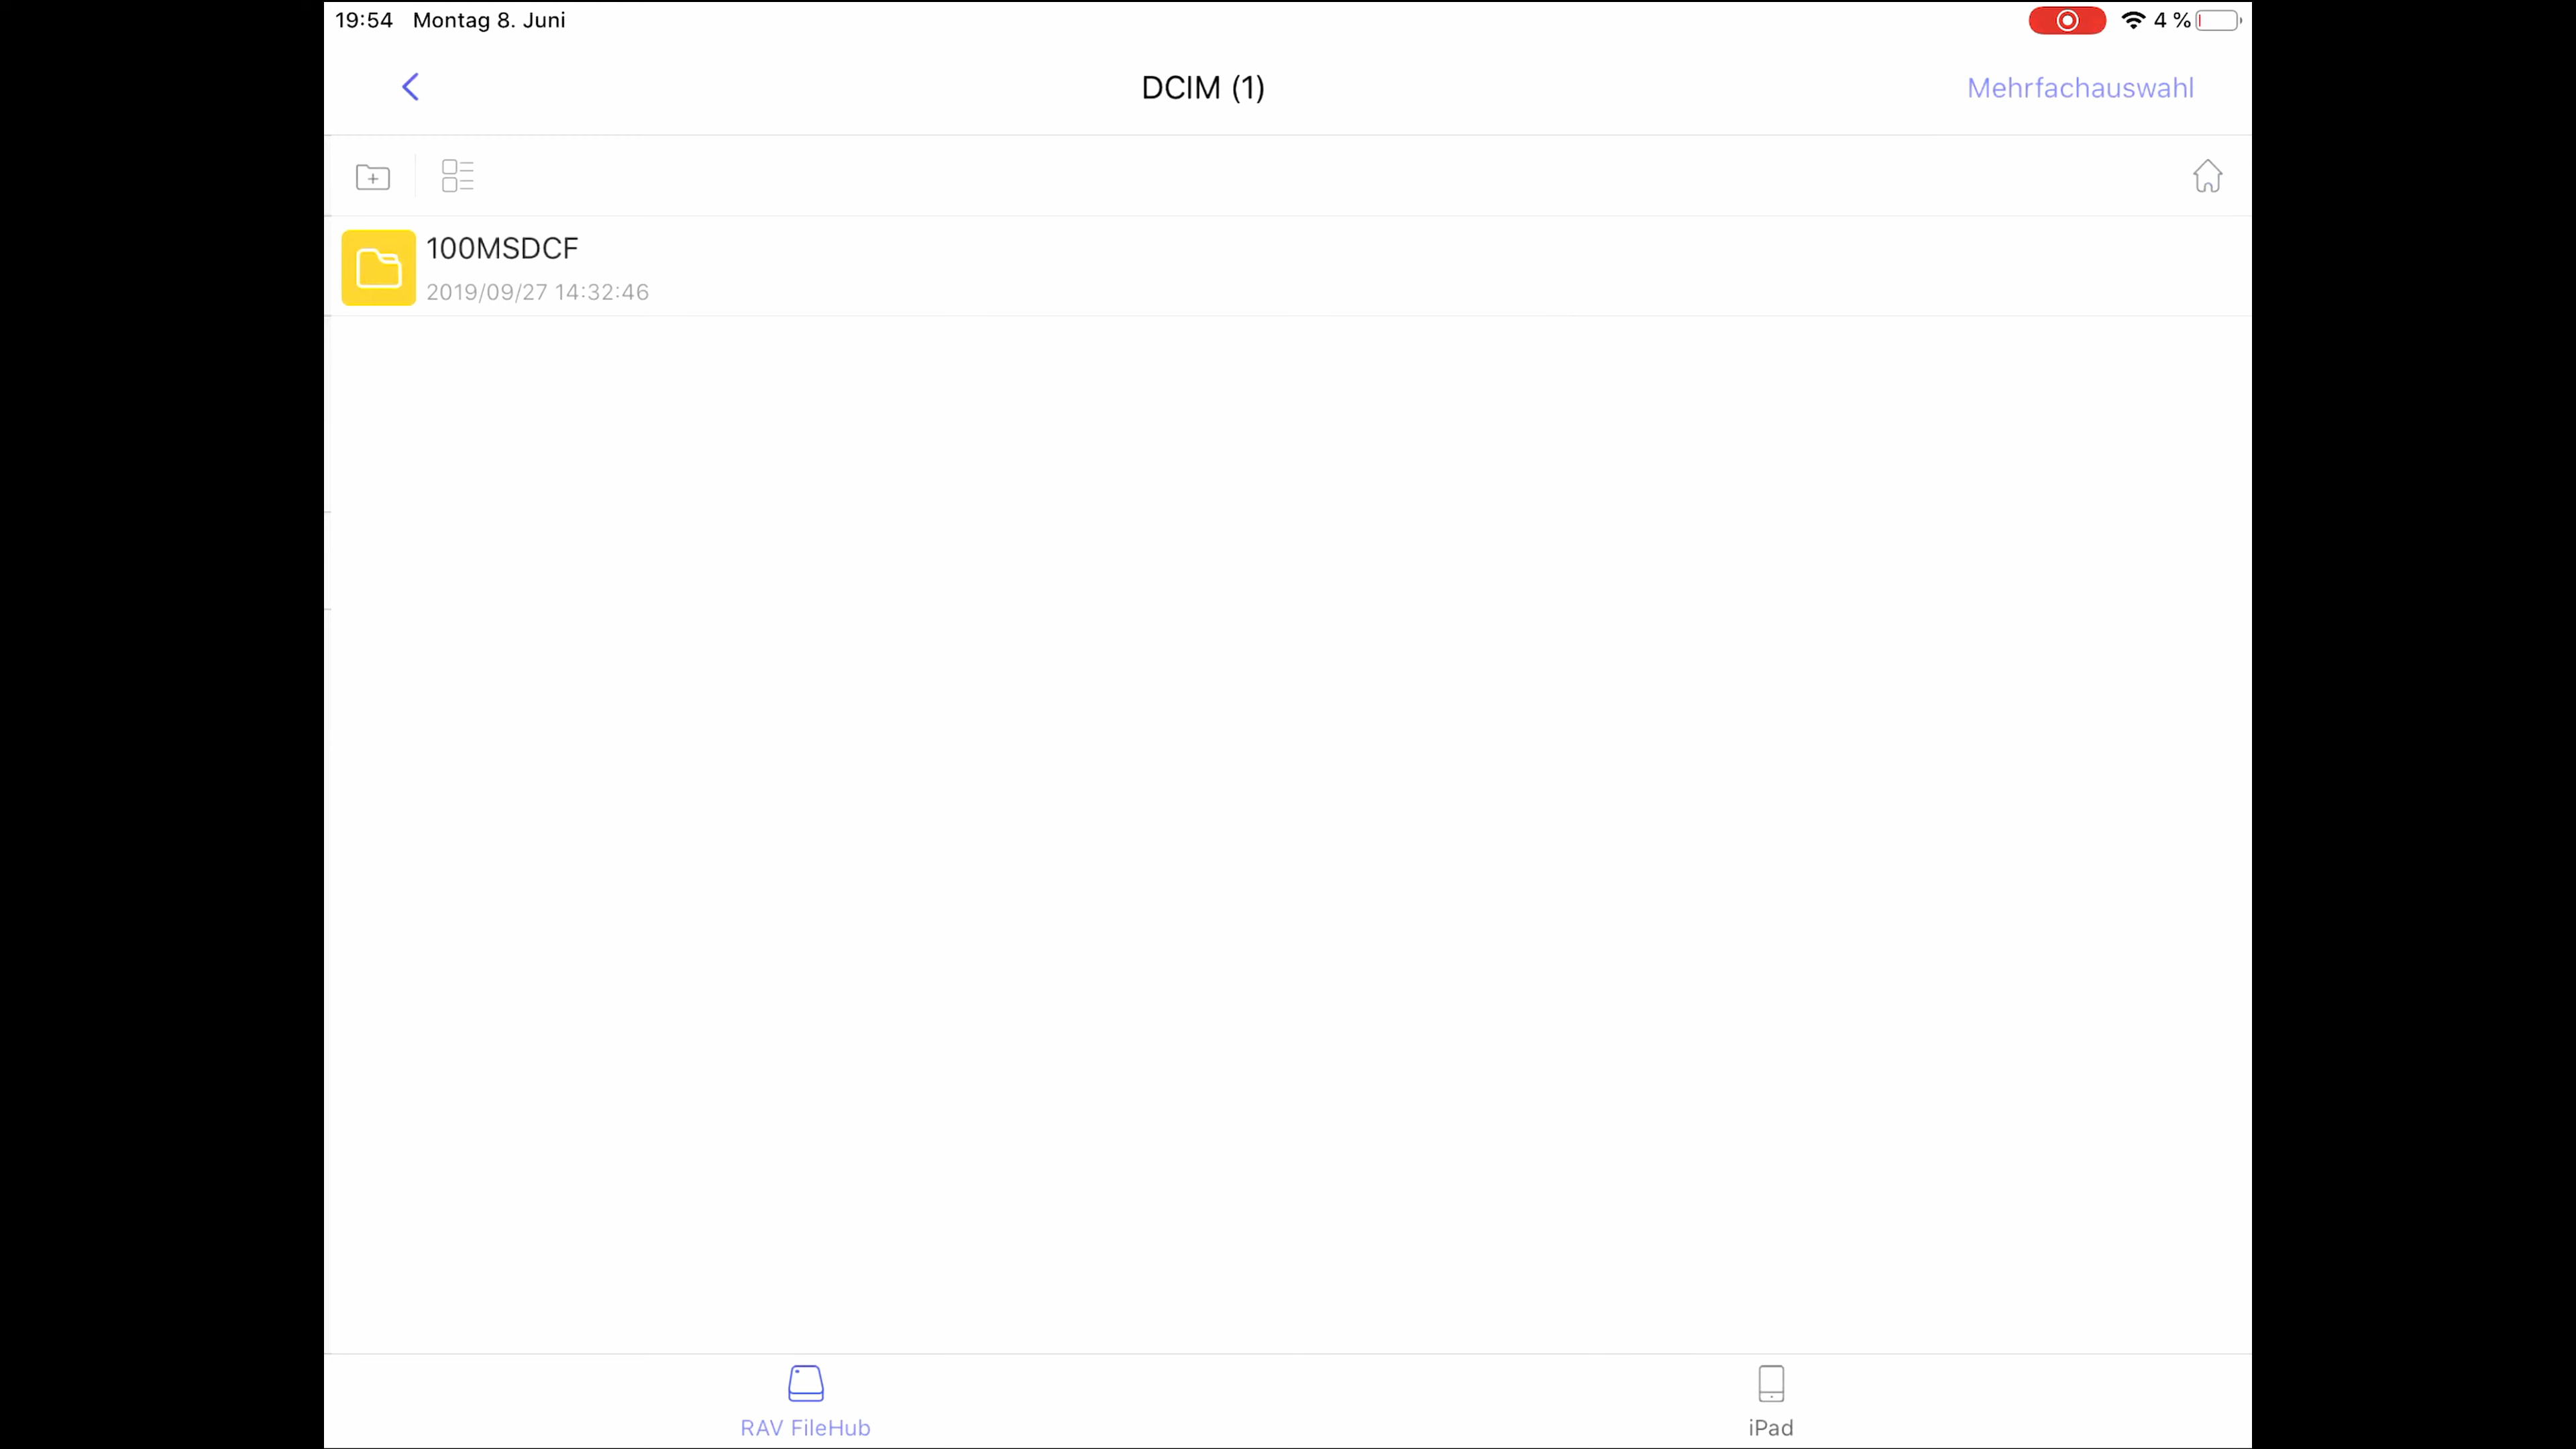 19:54 Montag 8. Juni 4 %
DCIM (1)
Mehrfachauswahl
100MSDCF
2019/09/27 14:32:46
RAV FileHub
iPad